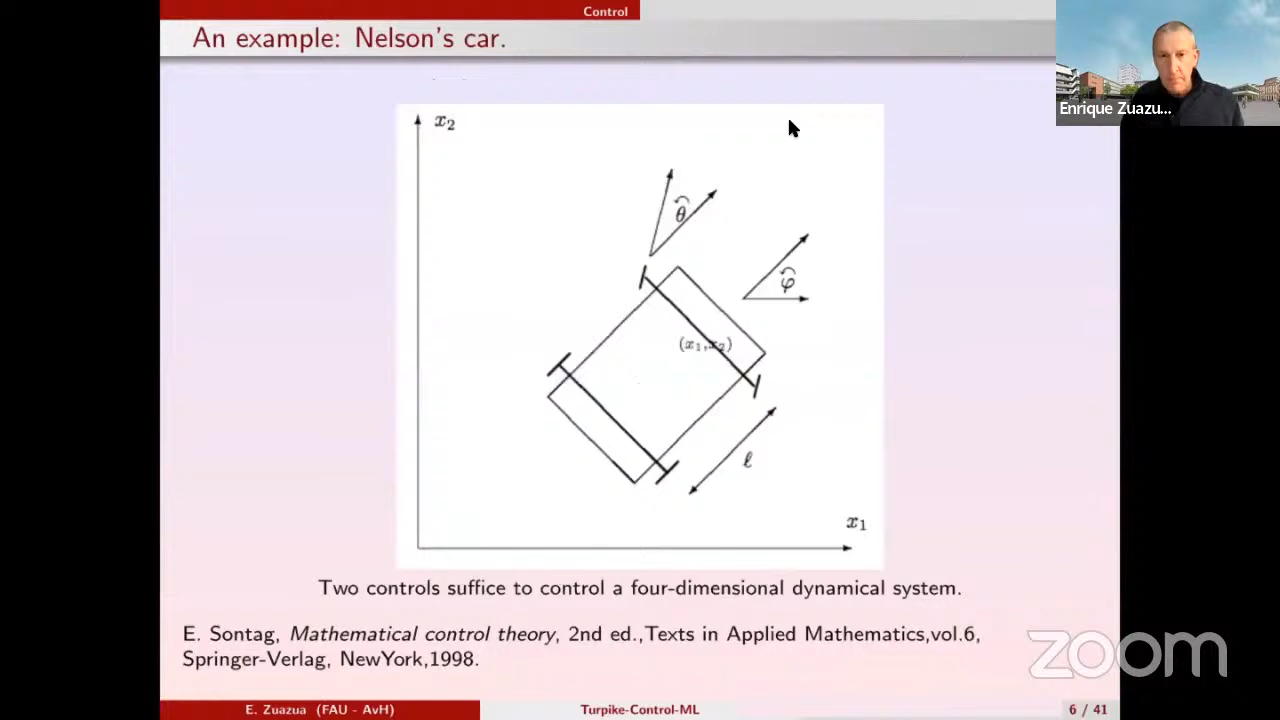 Control
An example: Nelson's car.
Enrique Zuazu...
x₂
θ
φ
(x₁,x₂)
ℓ
x₁
Two controls suffice to control a four-dimensional dynamical system.
E. Sontag, Mathematical control theory, 2nd ed.,Texts in Applied Mathematics,vol.6,
Springer-Verlag, NewYork,1998.
zoom
E. Zuazua (FAU - AvH)
Turpike-Control-ML
6 / 41